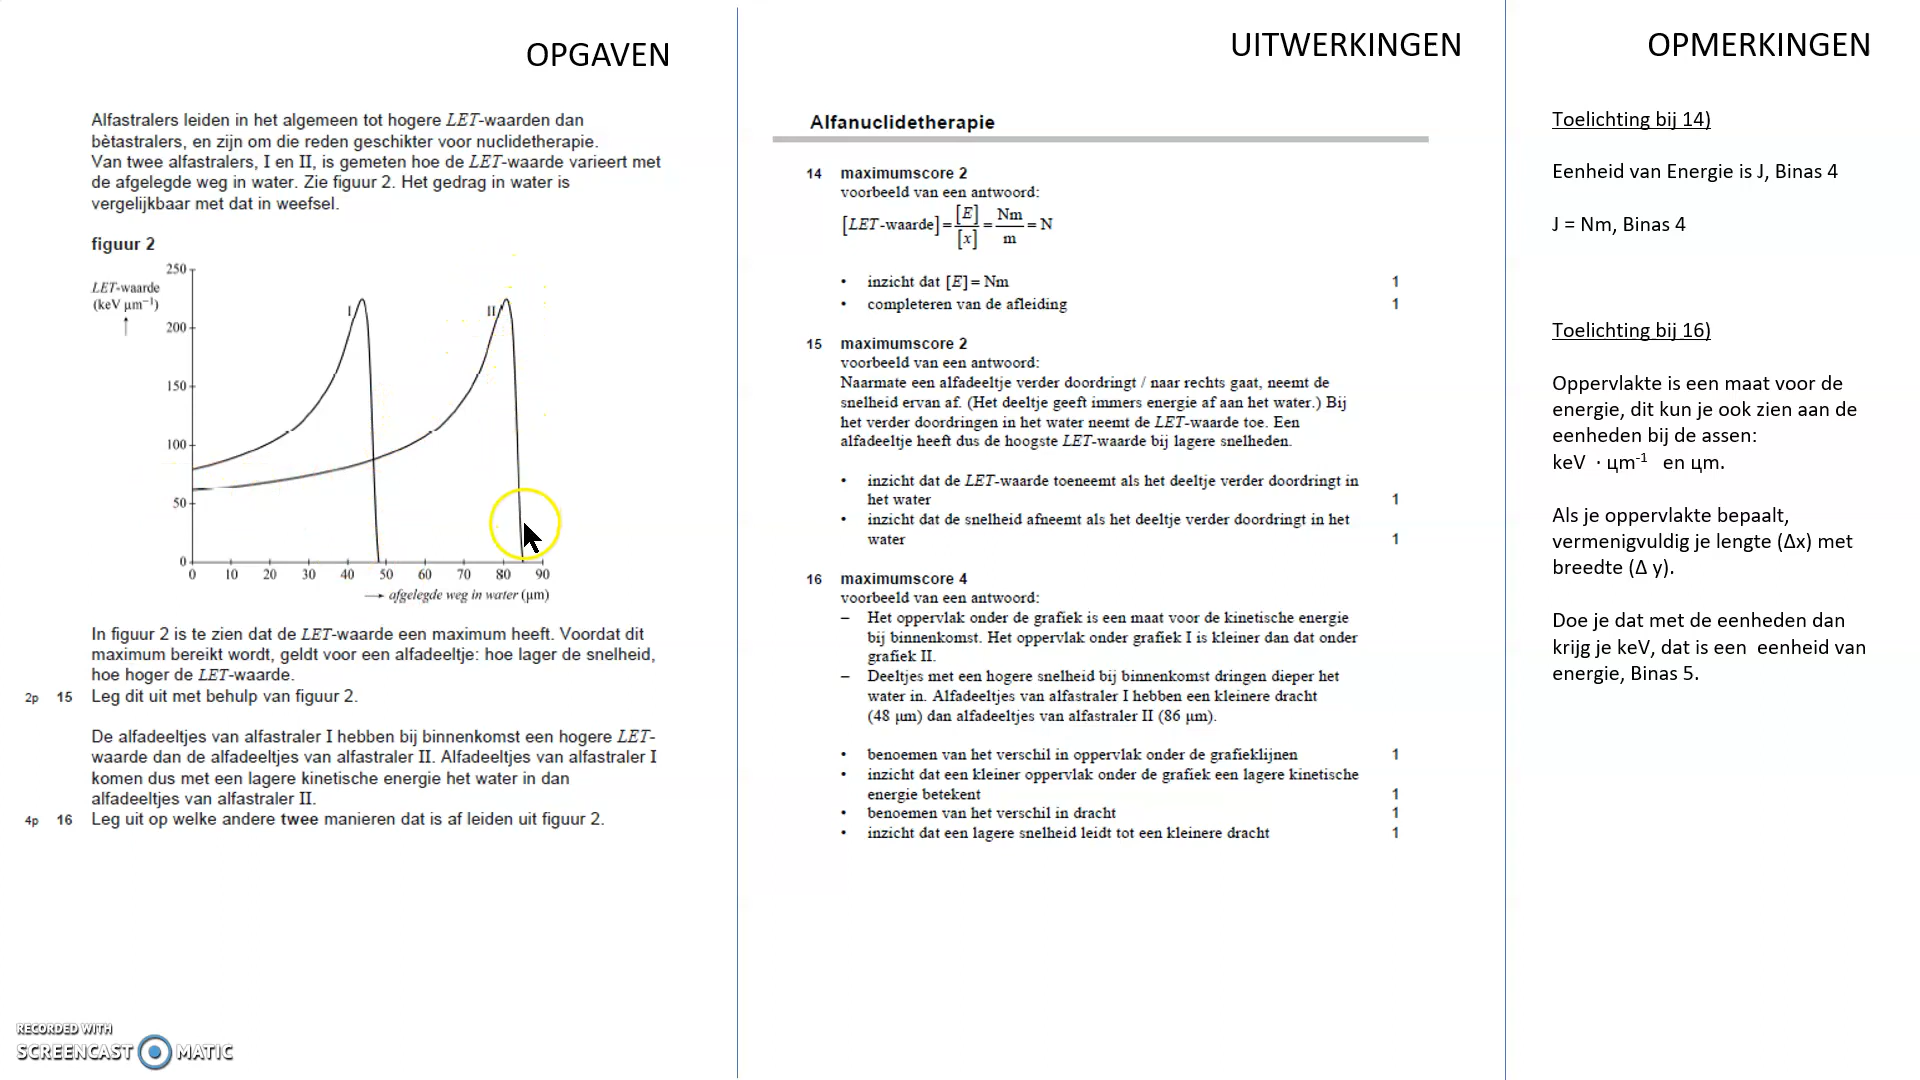 OPGAVEN
Alfastralers leiden in het algemeen tot hogere LET-waarden dan
bètastralers, en zijn om die reden geschikter voor nuclidetherapie.
Van twee alfastralers, I en II, is gemeten hoe de LET-waarde varieert met
de afgelegde weg in water. Zie figuur 2. Het gedrag in water is
vergelijkbaar met dat in weefsel.
figuur 2
LET-waarde
(keV µm⁻¹)
↑
250
200
150
100
50
0
I
II
0 10 20 30 40 50 60 70 80 90
→ afgelegde weg in water (µm)
In figuur 2 is te zien dat de LET-waarde een maximum heeft. Voordat dit
maximum bereikt wordt, geldt voor een alfadeeltje: hoe lager de snelheid,
hoe hoger de LET-waarde.
2p 15 Leg dit uit met behulp van figuur 2.
De alfadeeltjes van alfastraler I hebben bij binnenkomst een hogere LET-
waarde dan de alfadeeltjes van alfastraler II. Alfadeeltjes van alfastraler I
komen dus met een lagere kinetische energie het water in dan
alfadeeltjes van alfastraler II.
4p 16 Leg uit op welke andere twee manieren dat is af leiden uit figuur 2.
RECORDED WITH
SCREENCAST MATIC
UITWERKINGEN
Alfanuclidetherapie
14 maximumscore 2
voorbeeld van een antwoord:
[LET-waarde] = [E]/[x] = Nm/m = N
• inzicht dat [E] = Nm 1
• completeren van de afleiding 1
15 maximumscore 2
voorbeeld van een antwoord:
Naarmate een alfadeeltje verder doordringt / naar rechts gaat, neemt de
snelheid ervan af. (Het deeltje geeft immers energie af aan het water.) Bij
het verder doordringen in het water neemt de LET-waarde toe. Een
alfadeeltje heeft dus de hoogste LET-waarde bij lagere snelheden.
• inzicht dat de LET-waarde toeneemt als het deeltje verder doordringt in
het water 1
• inzicht dat de snelheid afneemt als het deeltje verder doordringt in het
water 1
16 maximumscore 4
voorbeeld van een antwoord:
– Het oppervlak onder de grafiek is een maat voor de kinetische energie
bij binnenkomst. Het oppervlak onder grafiek I is kleiner dan dat onder
grafiek II.
– Deeltjes met een hogere snelheid bij binnenkomst dringen dieper het
water in. Alfadeeltjes van alfastraler I hebben een kleinere dracht
(48 µm) dan alfadeeltjes van alfastraler II (86 µm).
• benoemen van het verschil in oppervlak onder de grafieklijnen 1
• inzicht dat een kleiner oppervlak onder de grafiek een lagere kinetische
energie betekent 1
• benoemen van het verschil in dracht 1
• inzicht dat een lagere snelheid leidt tot een kleinere dracht 1
OPMERKINGEN
Toelichting bij 14)
Eenheid van Energie is J, Binas 4
J = Nm, Binas 4
Toelichting bij 16)
Oppervlakte is een maat voor de
energie, dit kun je ook zien aan de
eenheden bij de assen:
keV · цm⁻¹ en цm.
Als je oppervlakte bepaalt,
vermenigvuldig je lengte (Δx) met
breedte (Δ y).
Doe je dat met de eenheden dan
krijg je keV, dat is een eenheid van
energie, Binas 5.